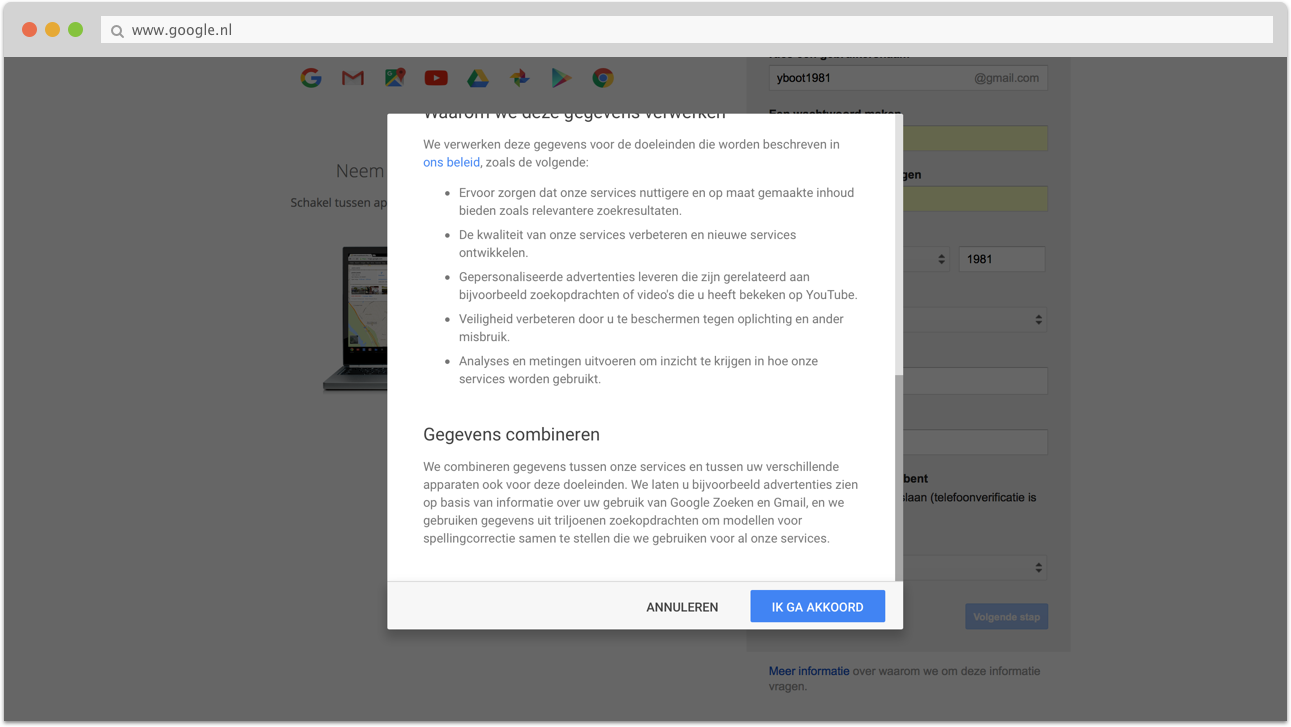 www.google.nl
yboot1981
@gmail.com
Neem
Schakel tussen ap
gen
1981
bent
slaan (telefoonverificatie is
Volgende stap
Meer informatie over waarom we om deze informatie
vragen.
Waarom we deze gegevens verwerken
We verwerken deze gegevens voor de doeleinden die worden beschreven in
ons beleid, zoals de volgende:
• Ervoor zorgen dat onze services nuttigere en op maat gemaakte inhoud
bieden zoals relevantere zoekresultaten.
• De kwaliteit van onze services verbeteren en nieuwe services
ontwikkelen.
• Gepersonaliseerde advertenties leveren die zijn gerelateerd aan
bijvoorbeeld zoekopdrachten of video's die u heeft bekeken op YouTube.
• Veiligheid verbeteren door u te beschermen tegen oplichting en ander
misbruik.
• Analyses en metingen uitvoeren om inzicht te krijgen in hoe onze
services worden gebruikt.
Gegevens combineren
We combineren gegevens tussen onze services en tussen uw verschillende
apparaten ook voor deze doeleinden. We laten u bijvoorbeeld advertenties zien
op basis van informatie over uw gebruik van Google Zoeken en Gmail, en we
gebruiken gegevens uit triljoenen zoekopdrachten om modellen voor
spellingcorrectie samen te stellen die we gebruiken voor al onze services.
ANNULEREN
IK GA AKKOORD